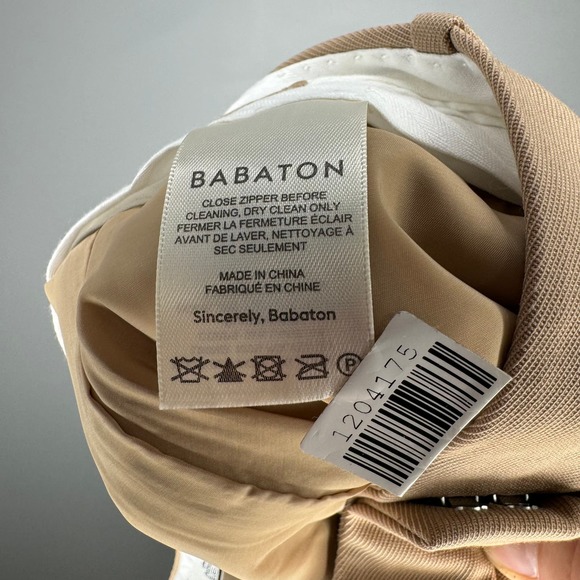 BABATON
CLOSE ZIPPER BEFORE
CLEANING, DRY CLEAN ONLY
FERMER LA FERMETURE ÉCLAIR
AVANT DE LAVER, NETTOYAGE À
SEC SEULEMENT
MADE IN CHINA
FABRIQUÉ EN CHINE
Sincerely, Babaton
P
1204175